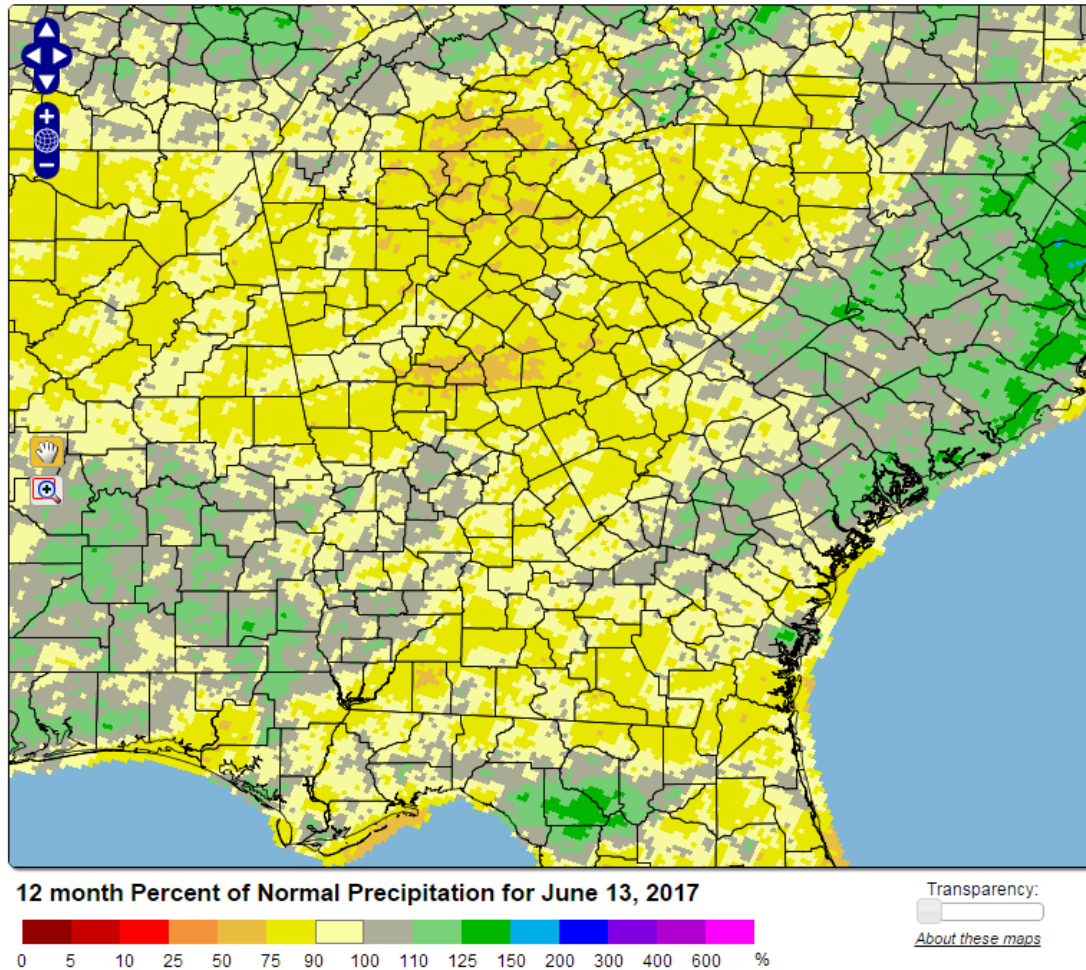 12 month Percent of Normal Precipitation for June 13, 2017
Transparency:
0 5 10 25 50 75 90 100 110 125 150 200 300 400 600 %
About these maps